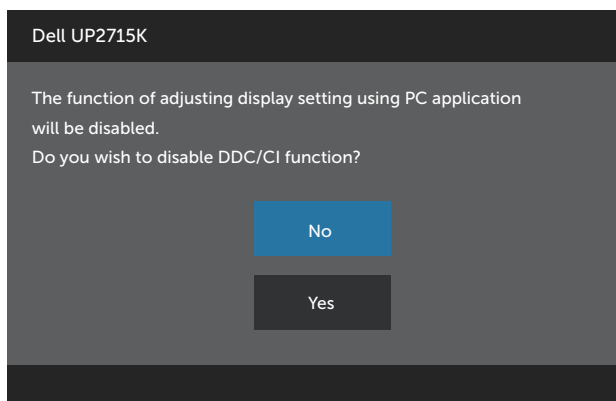 Dell UP2715K
The function of adjusting display setting using PC application
will be disabled.
Do you wish to disable DDC/CI function?
No
Yes